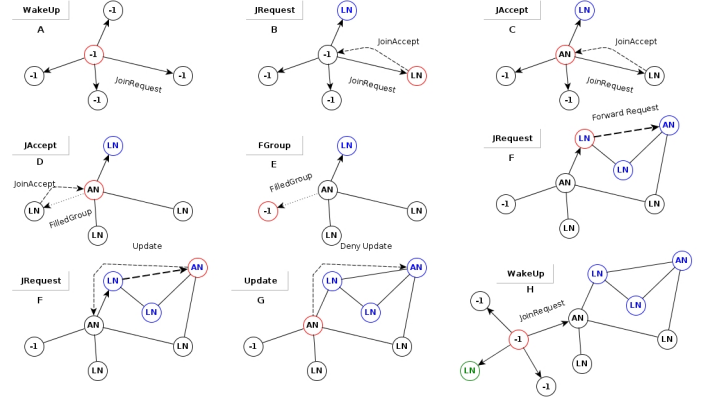 WakeUp
A
-1
-1
-1
-1
-1
JoinRequest
JRequest
B
LN
-1
-1
LN
-1
JoinAccept
JoinRequest
JAccept
C
LN
AN
-1
LN
-1
JoinAccept
JoinRequest
JAccept
D
LN
AN
LN
LN
LN
JoinAccept
FilledGroup
FGroup
E
LN
AN
-1
LN
LN
FilledGroup
JRequest
F
Forward Request
LN
AN
LN
AN
-1
LN
LN
Update
JRequest
F
LN
AN
LN
AN
-1
LN
LN
Deny Update
Update
G
LN
AN
LN
AN
-1
LN
LN
WakeUp
H
LN
AN
LN
-1
JoinRequest
AN
-1
LN
LN
LN
-1